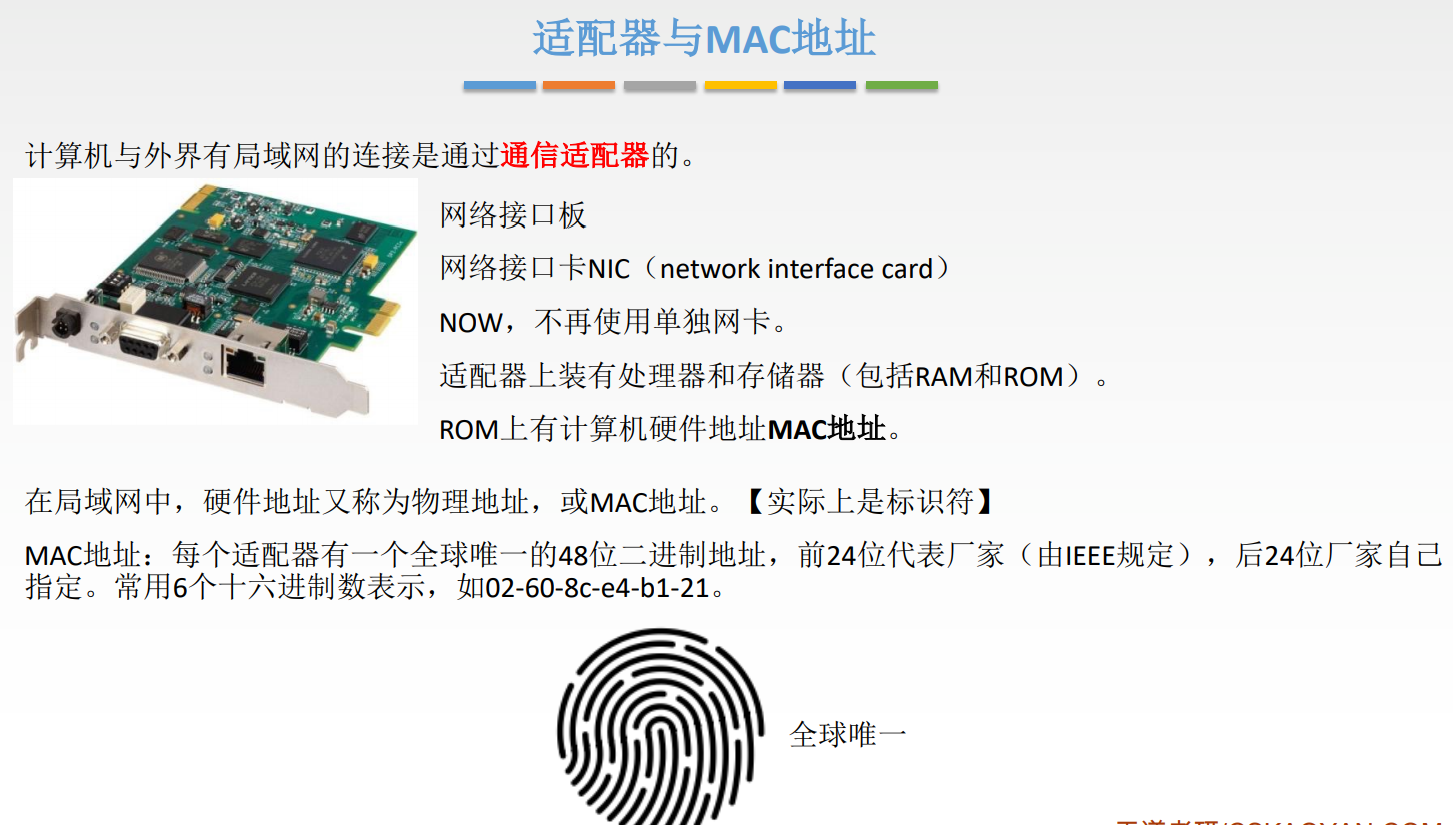 适配器与MAC地址
计算机与外界有局域网的连接是通过通信适配器的。
网络接口板
网络接口卡NIC（network interface card）
NOW，不再使用单独网卡。
适配器上装有处理器和存储器（包括RAM和ROM）。
ROM上有计算机硬件地址MAC地址。
在局域网中，硬件地址又称为物理地址，或MAC地址。【实际上是标识符】
MAC地址：每个适配器有一个全球唯一的48位二进制地址，前24位代表厂家（由IEEE规定），后24位厂家自己
指定。常用6个十六进制数表示，如02-60-8c-e4-b1-21。
全球唯一